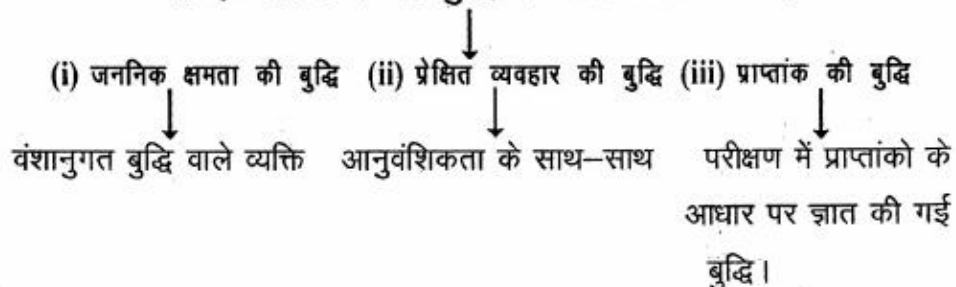 (i) जननिक क्षमता की बुद्धि (ii) प्रेक्षित व्यवहार की बुद्धि (iii) प्राप्तांक की बुद्धि
वंशानुगत बुद्धि वाले व्यक्ति आनुवंशिकता के साथ–साथ परीक्षण में प्राप्तांको के
आधार पर ज्ञात की गई
बुद्धि।